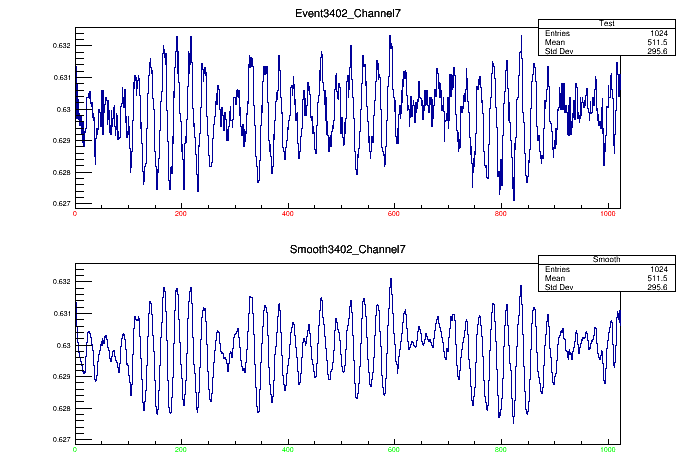 Event3402_Channel7
Test
Entries 1024
Mean 511.5
Std Dev 295.6
0.632
0.631
0.63
0.629
0.628
0.627
0 200 400 600 800 1000
Smooth3402_Channel7
Smooth
Entries 1024
Mean 511.5
Std Dev 295.6
0.632
0.631
0.63
0.629
0.628
0.627
0 200 400 600 800 1000